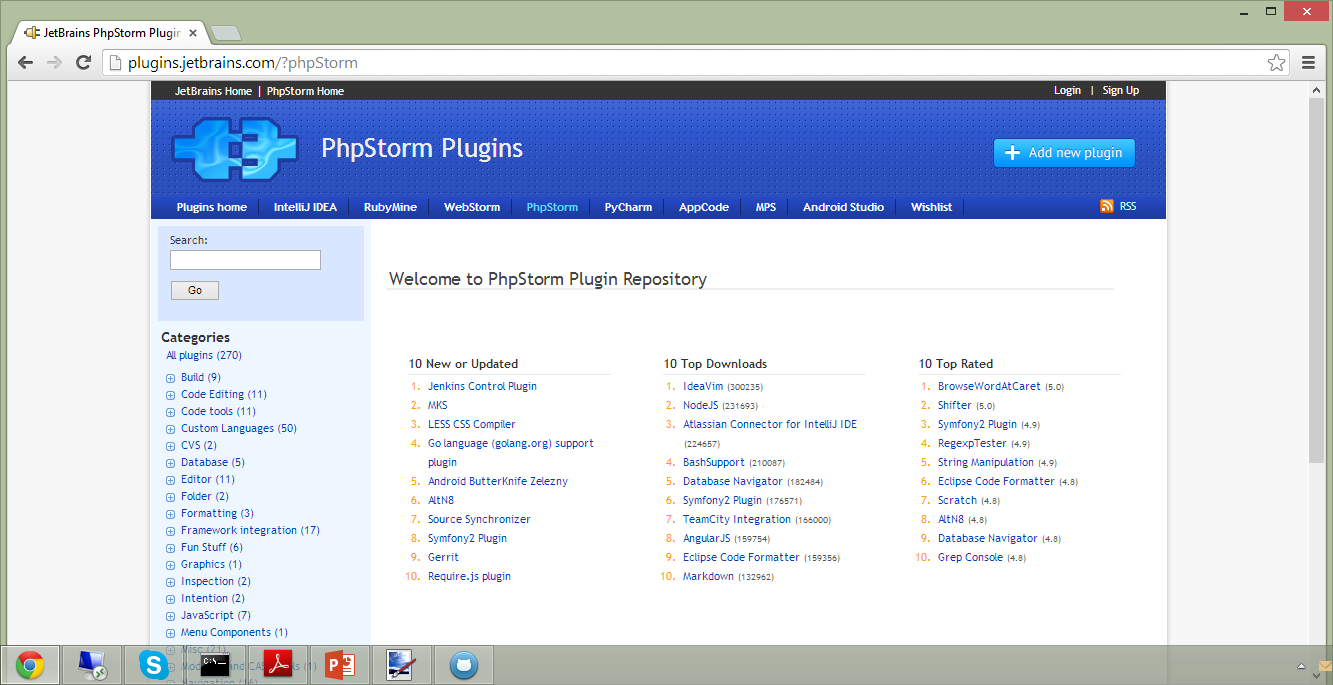 JetBrains PhpStorm Plugin
plugins.jetbrains.com/?phpStorm
JetBrains Home | PhpStorm Home
Login | Sign Up
PhpStorm Plugins
Add new plugin
Plugins home
IntelliJ IDEA
RubyMine
WebStorm
PhpStorm
PyCharm
AppCode
MPS
Android Studio
Wishlist
RSS
Search:
Go
Categories
All plugins (270)
Build (9)
Code Editing (11)
Code tools (11)
Custom Languages (50)
CVS (2)
Database (5)
Editor (11)
Folder (2)
Formatting (3)
Framework integration (17)
Fun Stuff (6)
Graphics (1)
Inspection (2)
Intention (2)
JavaScript (7)
Menu Components (1)
Misc (21)
Navigation (16)
Welcome to PhpStorm Plugin Repository
10 New or Updated
1. Jenkins Control Plugin
2. MKS
3. LESS CSS Compiler
4. Go language (golang.org) support
plugin
5. Android ButterKnife Zelezny
6. AltN8
7. Source Synchronizer
8. Symfony2 Plugin
9. Gerrit
10. Require.js plugin
10 Top Downloads
1. IdeaVim (300235)
2. NodeJS (231693)
3. Atlassian Connector for IntelliJ IDE
(224657)
4. BashSupport (210087)
5. Database Navigator (182484)
6. Symfony2 Plugin (176571)
7. TeamCity Integration (166000)
8. AngularJS (159754)
9. Eclipse Code Formatter (159356)
10. Markdown (132962)
10 Top Rated
1. BrowseWordAtCaret (5.0)
2. Shifter (5.0)
3. Symfony2 Plugin (4.9)
4. RegexpTester (4.9)
5. String Manipulation (4.9)
6. Eclipse Code Formatter (4.8)
7. Scratch (4.8)
8. AltN8 (4.8)
9. Database Navigator (4.8)
10. Grep Console (4.8)